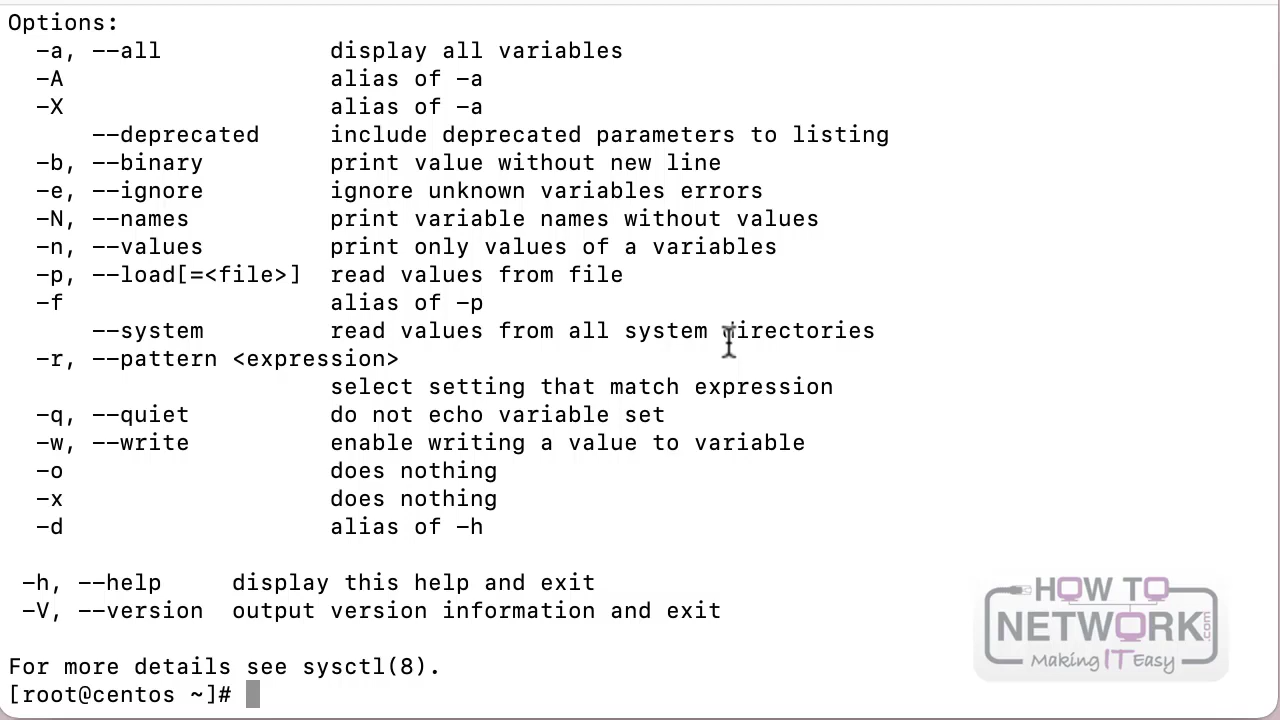 Options:
-a, --all display all variables
-A alias of -a
-X alias of -a
--deprecated include deprecated parameters to listing
-b, --binary print value without new line
-e, --ignore ignore unknown variables errors
-N, --names print variable names without values
-n, --values print only values of a variables
-p, --load[=<file>] read values from file
-f alias of -p
--system read values from all system directories
-r, --pattern <expression>
select setting that match expression
-q, --quiet do not echo variable set
-w, --write enable writing a value to variable
-o does nothing
-x does nothing
-d alias of -h
-h, --help display this help and exit
-V, --version output version information and exit
For more details see sysctl(8).
[root@centos ~]#
HOW TO
NETWORK.com
Making IT Easy